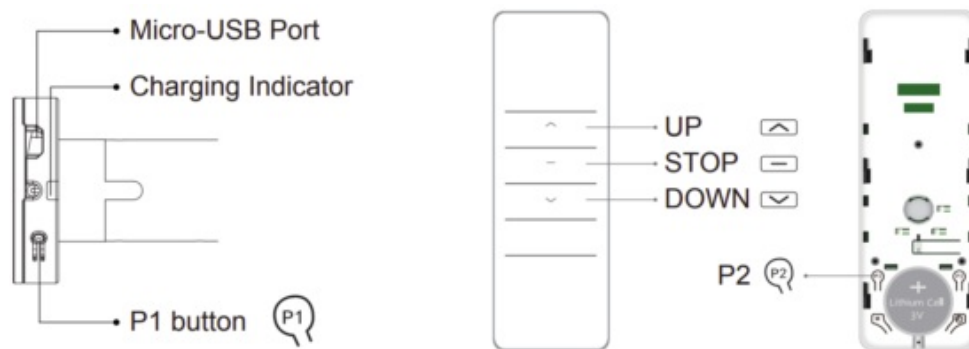 Micro-USB Port
Charging Indicator
P1 button
P1
UP
STOP
DOWN
P2
P2
Lithium Cell
3V